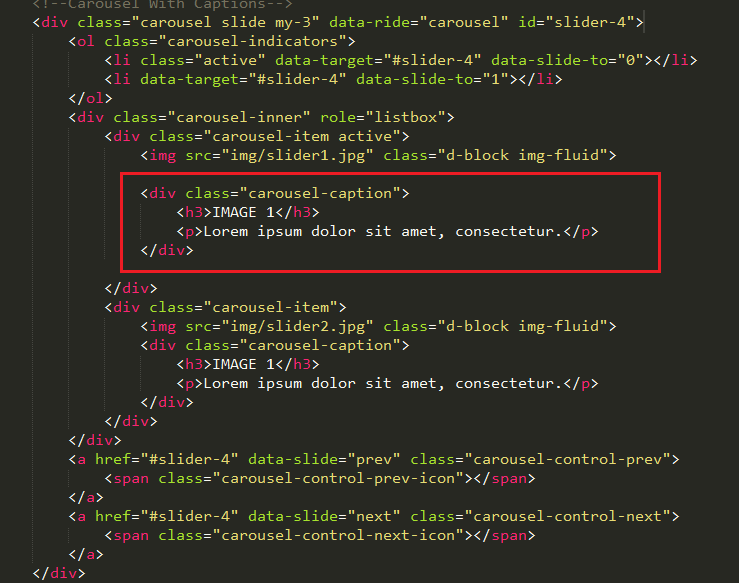 <!--Carousel With Captions-->
<div class="carousel slide my-3" data-ride="carousel" id="slider-4">
<ol class="carousel-indicators">
<li class="active" data-target="#slider-4" data-slide-to="0"></li>
<li data-target="#slider-4" data-slide-to="1"></li>
</ol>
<div class="carousel-inner" role="listbox">
<div class="carousel-item active">
<img src="img/slider1.jpg" class="d-block img-fluid">
<div class="carousel-caption">
<h3>IMAGE 1</h3>
<p>Lorem ipsum dolor sit amet, consectetur.</p>
</div>
</div>
<div class="carousel-item">
<img src="img/slider2.jpg" class="d-block img-fluid">
<div class="carousel-caption">
<h3>IMAGE 1</h3>
<p>Lorem ipsum dolor sit amet, consectetur.</p>
</div>
</div>
</div>
<a href="#slider-4" data-slide="prev" class="carousel-control-prev">
<span class="carousel-control-prev-icon"></span>
</a>
<a href="#slider-4" data-slide="next" class="carousel-control-next">
<span class="carousel-control-next-icon"></span>
</a>
</div>